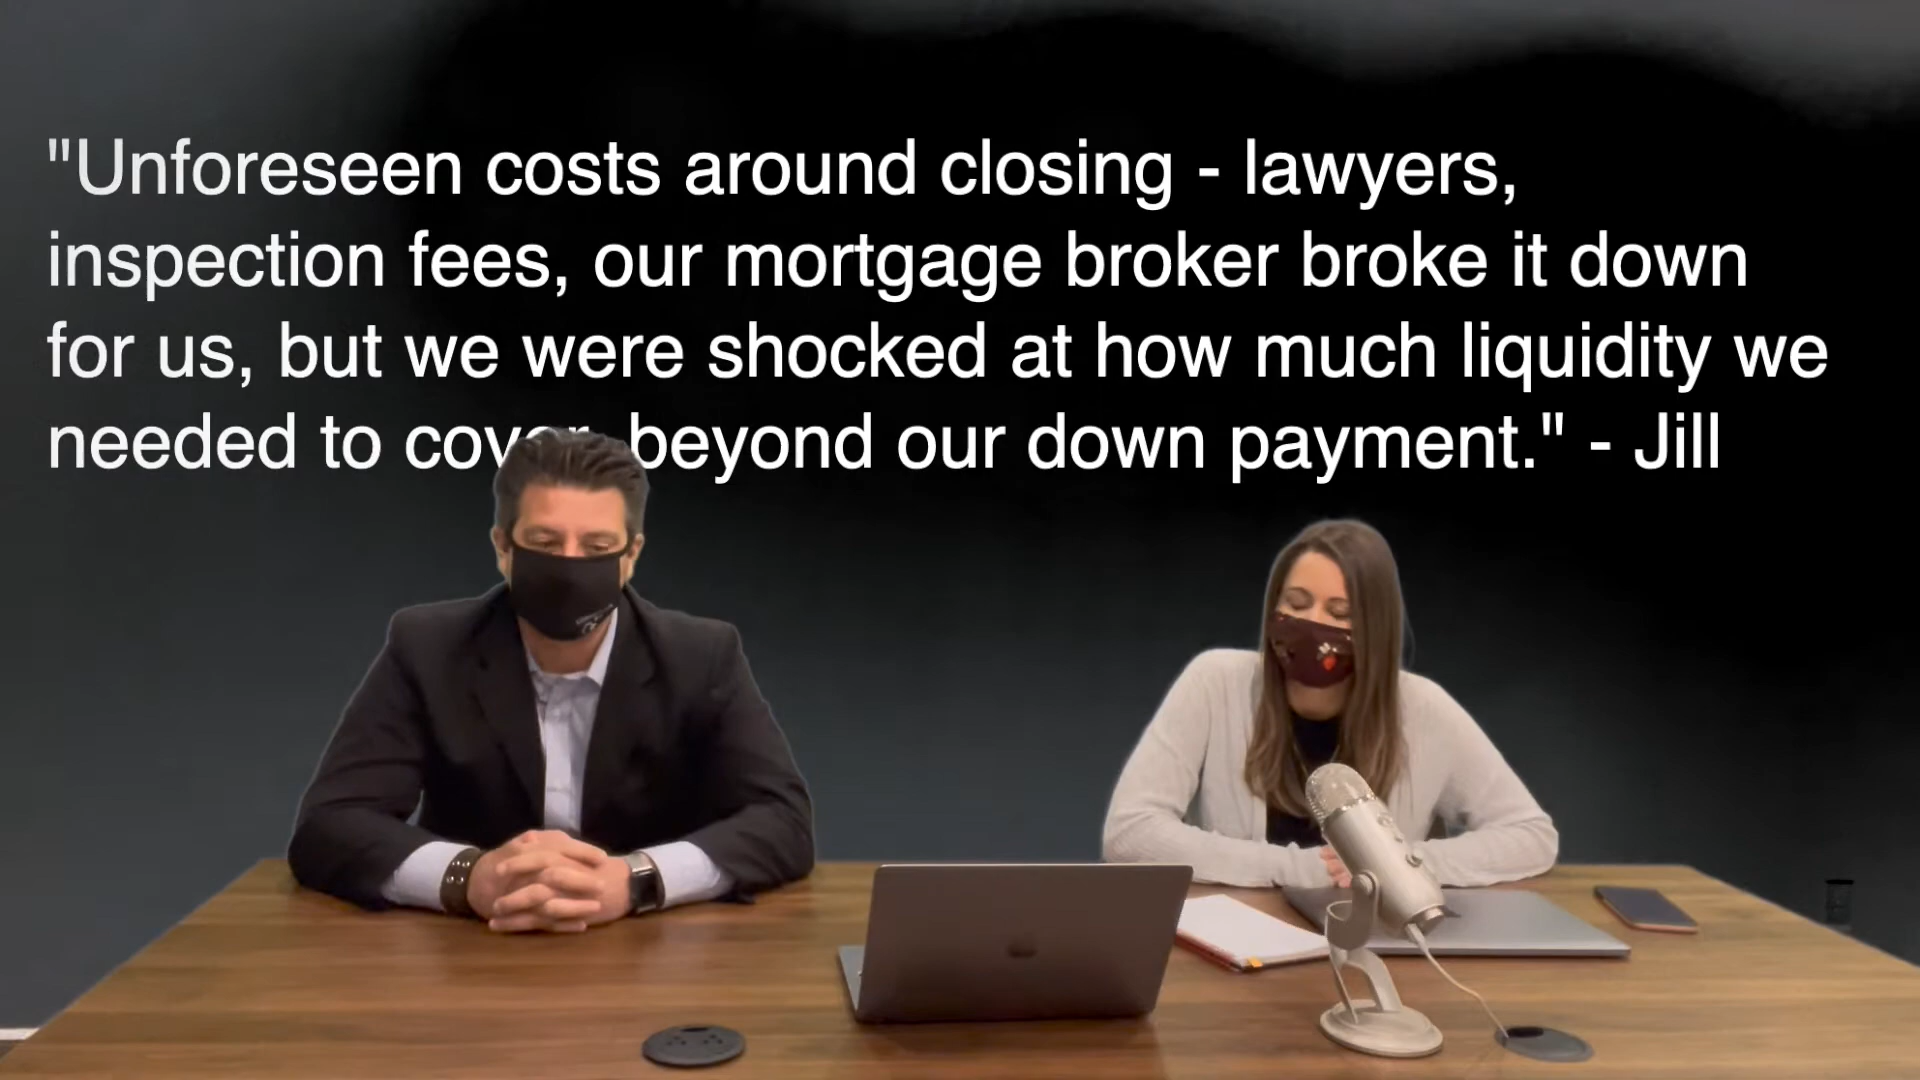 "Unforeseen costs around closing - lawyers,
inspection fees, our mortgage broker broke it down
for us, but we were shocked at how much liquidity we
needed to cover, beyond our down payment." - Jill